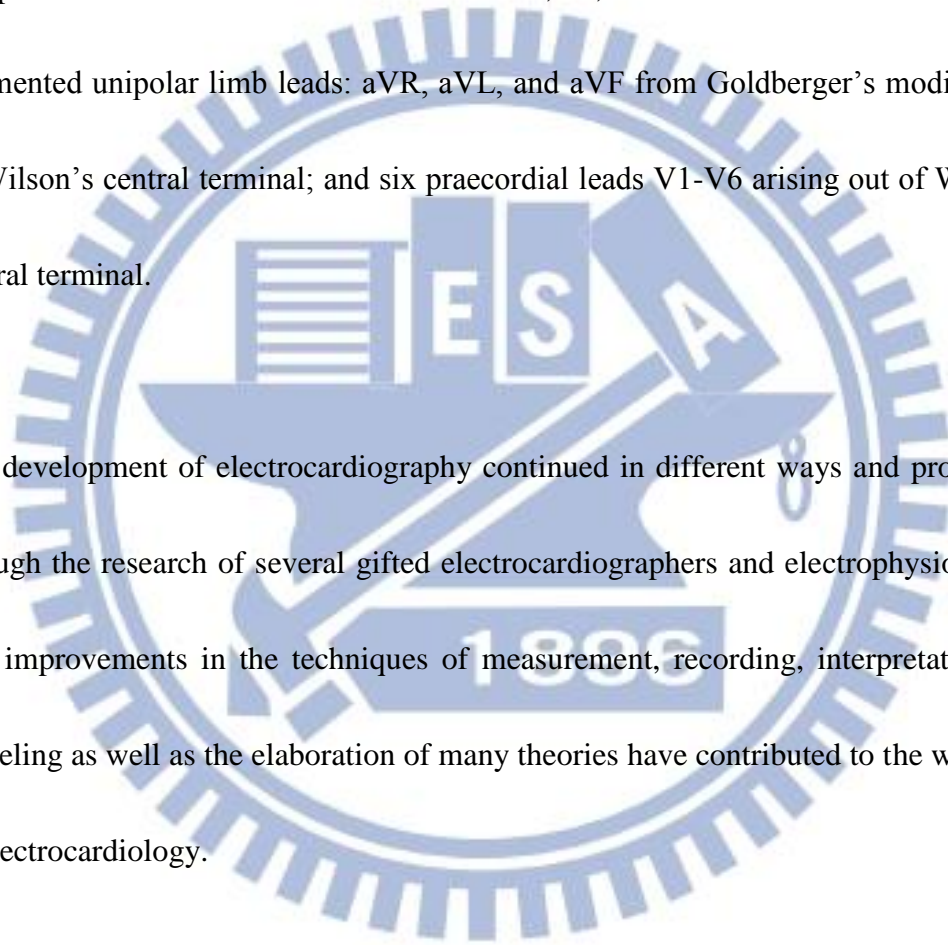 mented unipolar limb leads: aVR, aVL, and aVF from Goldberger’s modi
Wilson’s central terminal; and six praecordial leads V1-V6 arising out of W
ral terminal.
E S A
development of electrocardiography continued in different ways and pro
ugh the research of several gifted electrocardiographers and electrophysio
1896
improvements in the techniques of measurement, recording, interpretat
eling as well as the elaboration of many theories have contributed to the w
ectrocardiology.